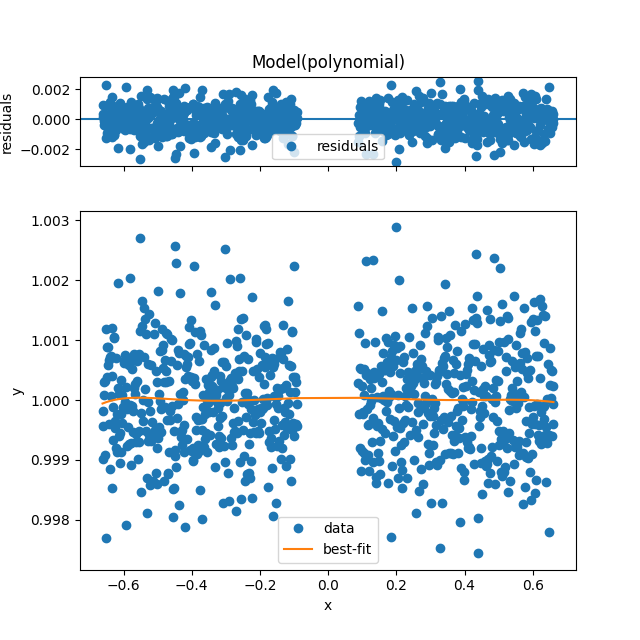 Model(polynomial)
residuals
0.002
0.000
−0.002
residuals
y
1.003
1.002
1.001
1.000
0.999
0.998
data
best-fit
−0.6
−0.4
−0.2
0.0
0.2
0.4
0.6
x